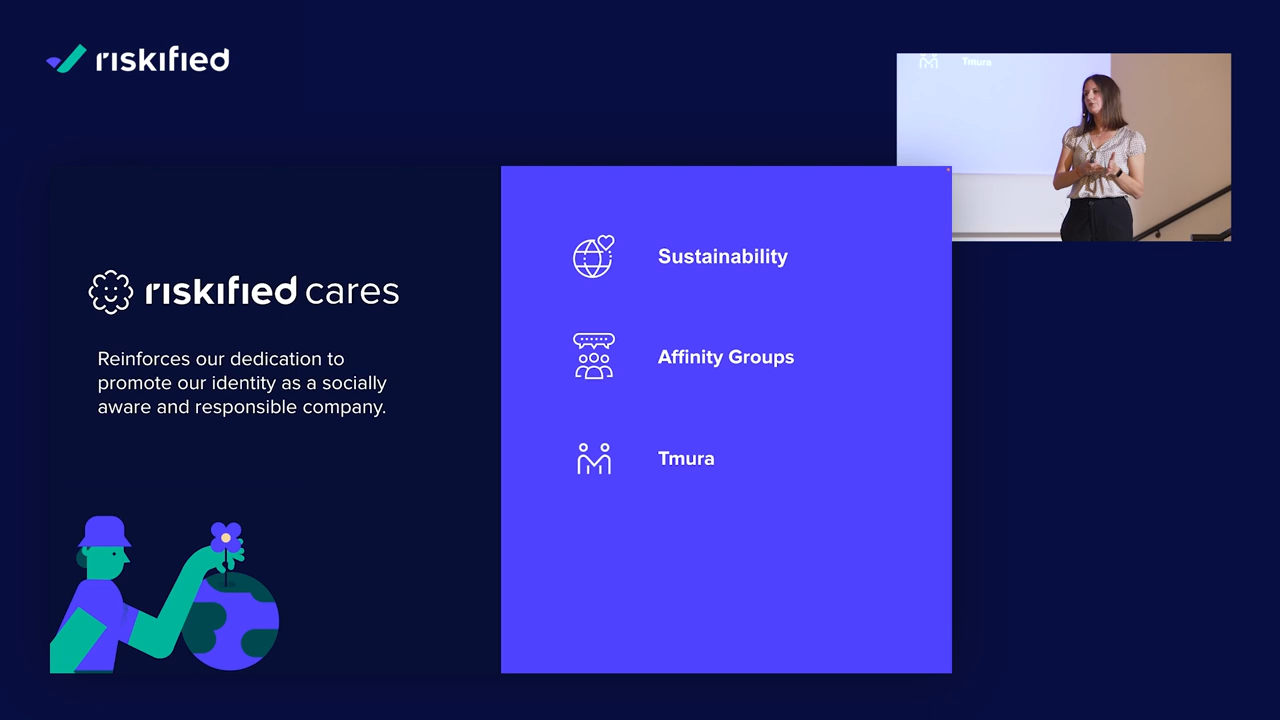 riskified
Tmura
riskified cares
Reinforces our dedication to
promote our identity as a socially
aware and responsible company.
Sustainability
Affinity Groups
Tmura